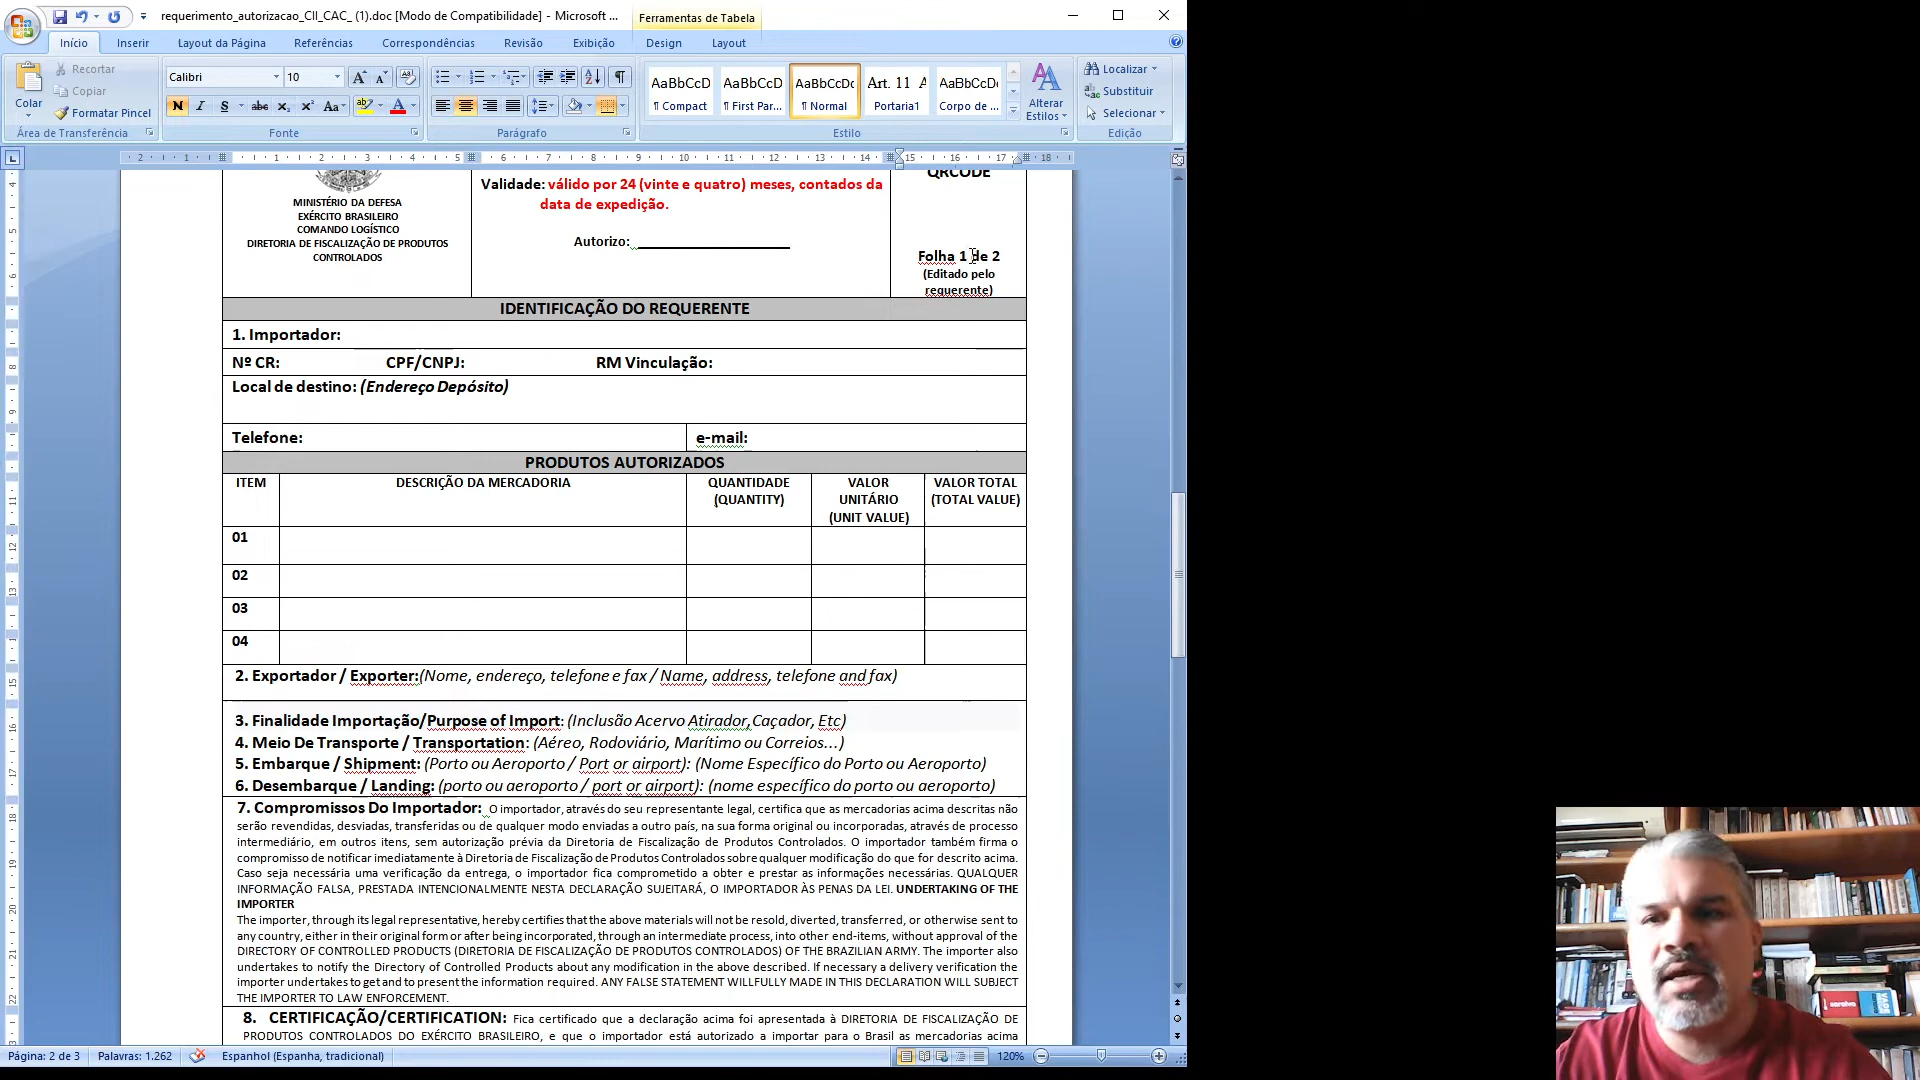 requerimento_autorizacao_CII_CAC_ (1).doc [Modo de Compatibilidade] - Microsoft ...
Ferramentas de Tabela
Início
Inserir
Layout da Página
Referências
Correspondências
Revisão
Exibição
Design
Layout
Colar
Recortar
Copiar
Formatar Pincel
Área de Transferência
Calibri
10
Fonte
Parágrafo
AaBbCcD
¶ Compact
AaBbCcD
¶ First Par...
AaBbCcDc
¶ Normal
Art. 11 A
Portaria1
AaBbCcDc
Corpo de ...
Alterar
Estilos
Estilo
Localizar
Substituir
Selecionar
Edição
MINISTÉRIO DA DEFESA
EXÉRCITO BRASILEIRO
COMANDO LOGÍSTICO
DIRETORIA DE FISCALIZAÇÃO DE PRODUTOS
CONTROLADOS
Validade: válido por 24 (vinte e quatro) meses, contados da
data de expedição.
Autorizo: ____________________
QRCODE
Folha 1 de 2
(Editado pelo
requerente)
IDENTIFICAÇÃO DO REQUERENTE
1. Importador:
Nº CR: CPF/CNPJ: RM Vinculação:
Local de destino: (Endereço Depósito)
Telefone: e-mail:
PRODUTOS AUTORIZADOS
ITEM
DESCRIÇÃO DA MERCADORIA
QUANTIDADE
(QUANTITY)
VALOR
UNITÁRIO
(UNIT VALUE)
VALOR TOTAL
(TOTAL VALUE)
01
02
03
04
2. Exportador / Exporter:(Nome, endereço, telefone e fax / Name, address, telefone and fax)
3. Finalidade Importação/Purpose of Import: (Inclusão Acervo Atirador,Caçador, Etc)
4. Meio De Transporte / Transportation: (Aéreo, Rodoviário, Marítimo ou Correios...)
5. Embarque / Shipment: (Porto ou Aeroporto / Port or airport): (Nome Específico do Porto ou Aeroporto)
6. Desembarque / Landing: (porto ou aeroporto / port or airport): (nome específico do porto ou aeroporto)
7. Compromissos Do Importador: O importador, através do seu representante legal, certifica que as mercadorias acima descritas não
serão revendidas, desviadas, transferidas ou de qualquer modo enviadas a outro país, na sua forma original ou incorporadas, através de processo
intermediário, em outros itens, sem autorização prévia da Diretoria de Fiscalização de Produtos Controlados. O importador também firma o
compromisso de notificar imediatamente à Diretoria de Fiscalização de Produtos Controlados sobre qualquer modificação do que for descrito acima.
Caso seja necessária uma verificação da entrega, o importador fica comprometido a obter e prestar as informações necessárias. QUALQUER
INFORMAÇÃO FALSA, PRESTADA INTENCIONALMENTE NESTA DECLARAÇÃO SUJEITARÁ, O IMPORTADOR ÀS PENAS DA LEI. UNDERTAKING OF THE
IMPORTER
The importer, through its legal representative, hereby certifies that the above materials will not be resold, diverted, transferred, or otherwise sent to
any country, either in their original form or after being incorporated, through an intermediate process, into other end-items, without approval of the
DIRECTORY OF CONTROLLED PRODUCTS (DIRETORIA DE FISCALIZAÇÃO DE PRODUTOS CONTROLADOS) OF THE BRAZILIAN ARMY. The importer also
undertakes to notify the Directory of Controlled Products about any modification in the above described. If necessary a delivery verification the
importer undertakes to get and to present the information required. ANY FALSE STATEMENT WILLFULLY MADE IN THIS DECLARATION WILL SUBJECT
THE IMPORTER TO LAW ENFORCEMENT.
8. CERTIFICAÇÃO/CERTIFICATION: Fica certificado que a declaração acima foi apresentada à DIRETORIA DE FISCALIZAÇÃO DE
PRODUTOS CONTROLADOS DO EXÉRCITO BRASILEIRO, e que o importador está autorizado a importar para o Brasil as mercadorias acima
Página: 2 de 3
Palavras: 1.262
Espanhol (Espanha, tradicional)
120%
saraiva